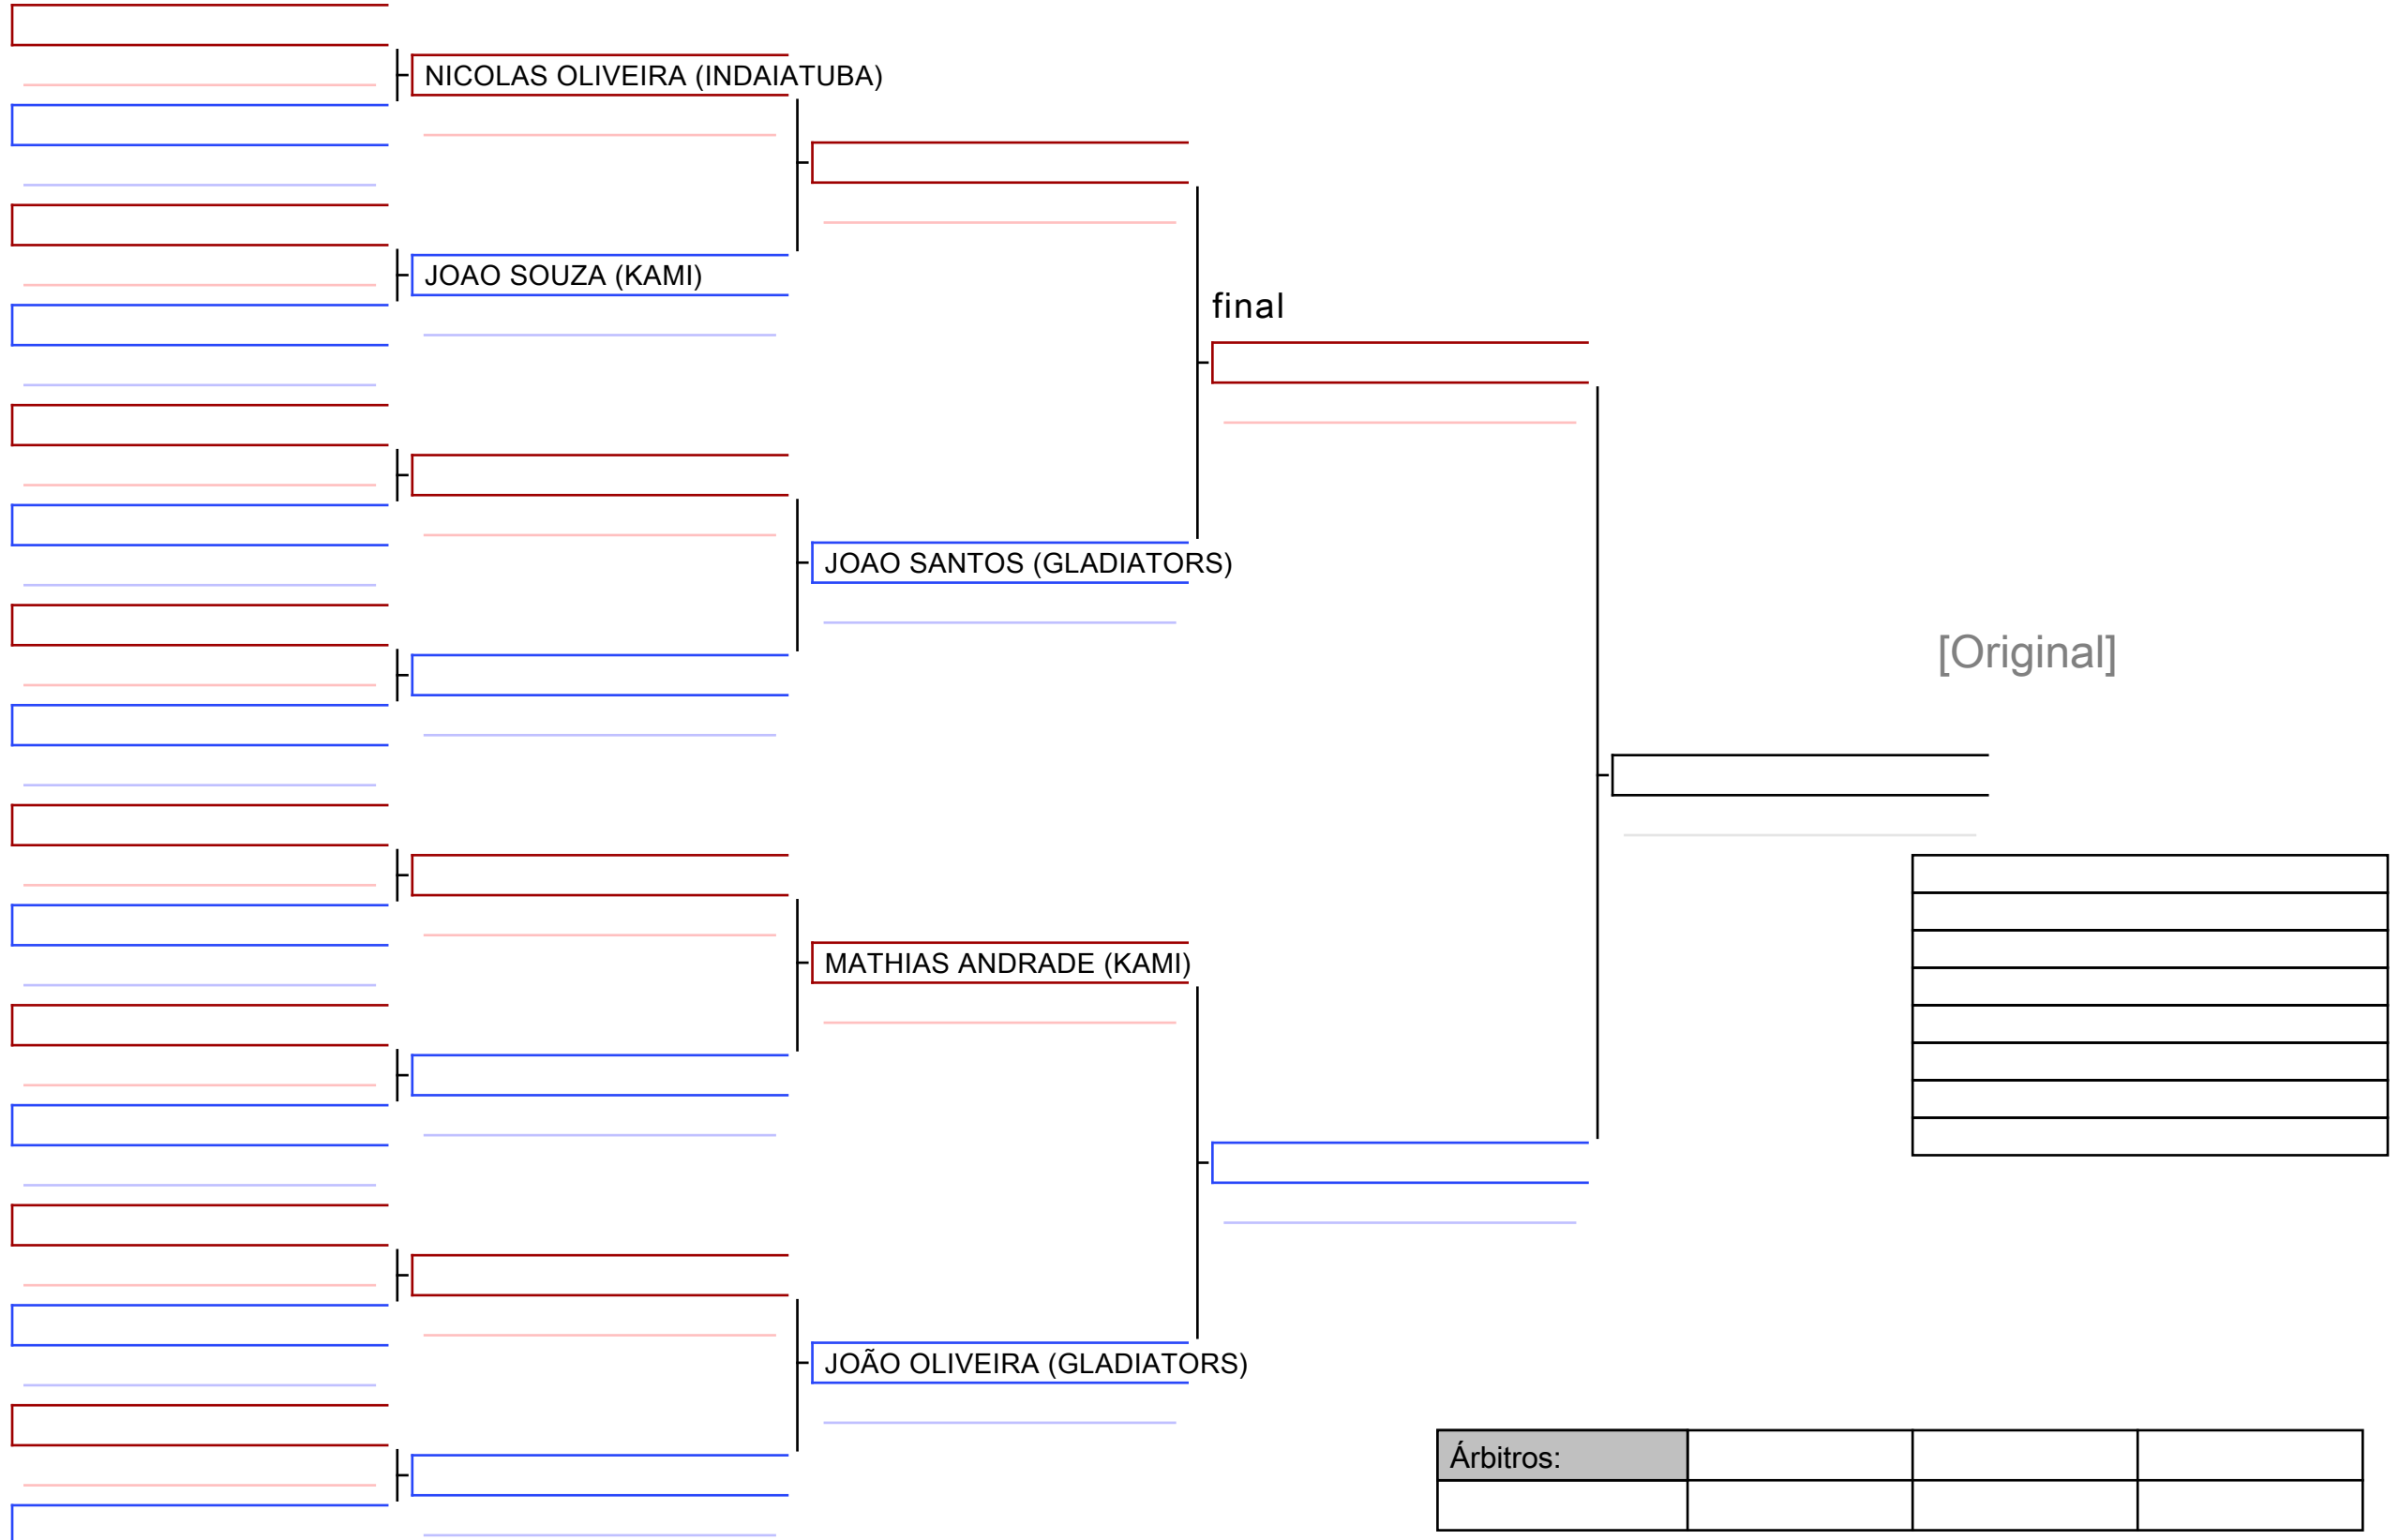 NICOLAS OLIVEIRA (INDAIATUBA)
JOAO SOUZA (KAMI)
final
JOAO SANTOS (GLADIATORS)
[Original]
MATHIAS ANDRADE (KAMI)
JOÃO OLIVEIRA (GLADIATORS)
Árbitros: